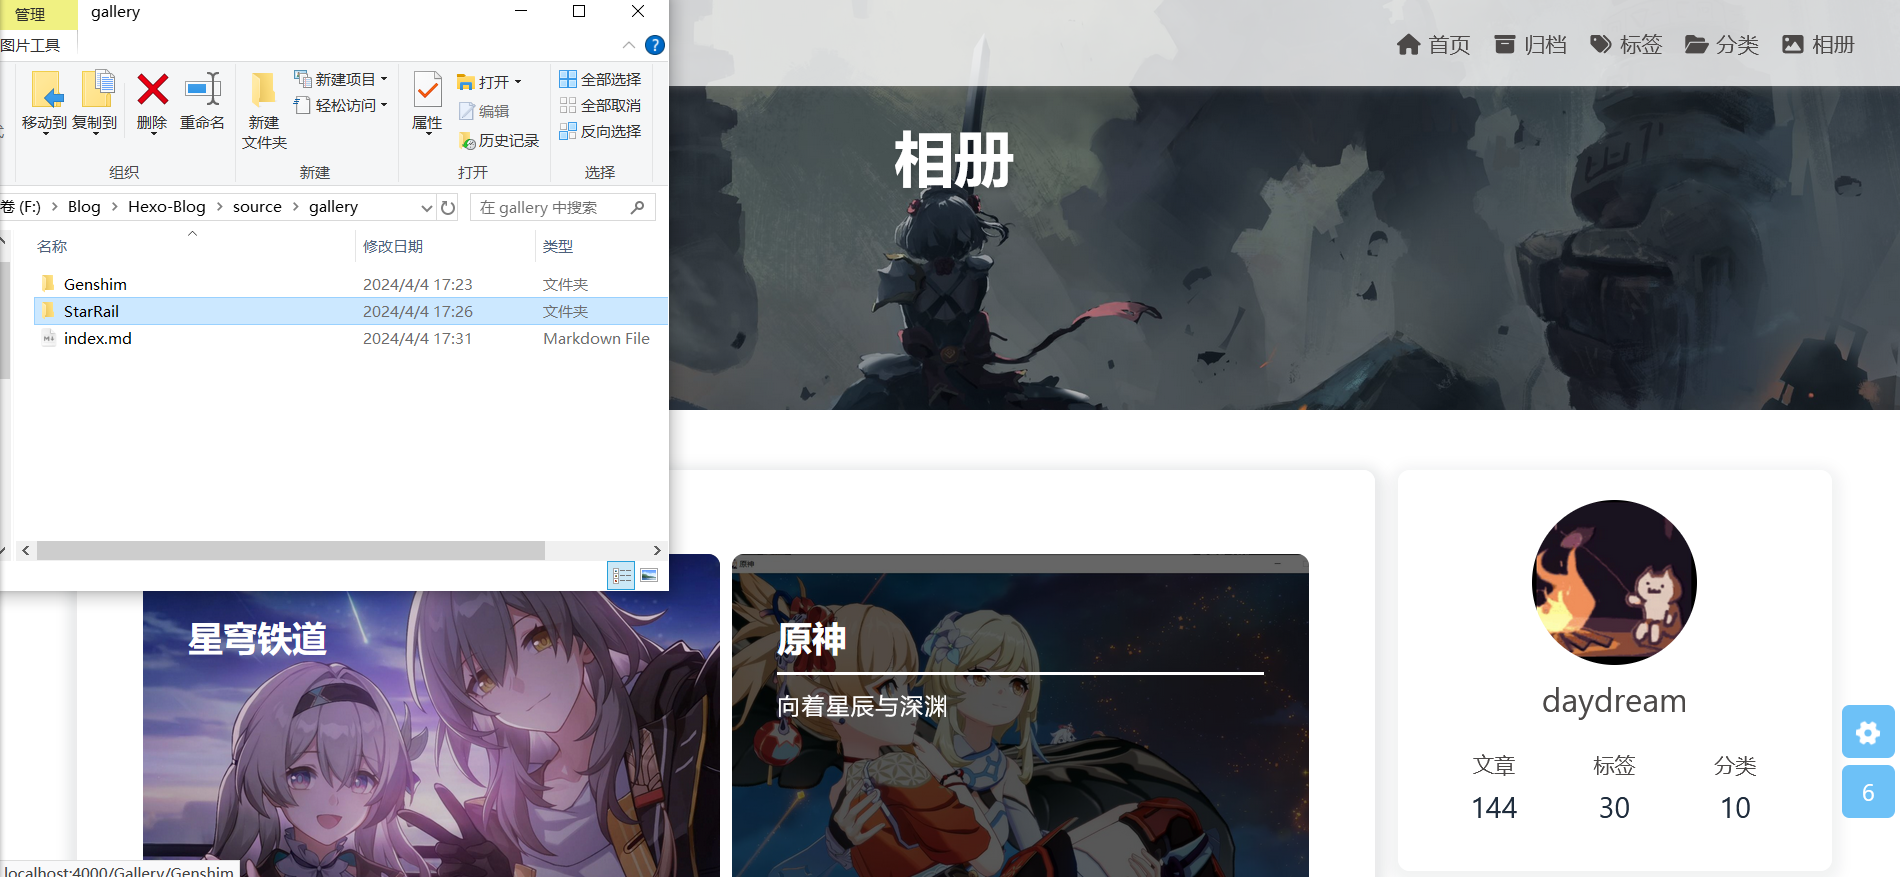 管理
gallery
图片工具
移动到
复制到
删除
重命名
新建
文件夹
新建项目
轻松访问
属性
打开
编辑
历史记录
全部选择
全部取消
反向选择
组织
新建
打开
选择
卷 (F:) > Blog > Hexo-Blog > source > gallery
在 gallery 中搜索
名称
修改日期
类型
Genshim
2024/4/4 17:23
文件夹
StarRail
2024/4/4 17:26
文件夹
index.md
2024/4/4 17:31
Markdown File
首页
归档
标签
分类
相册
相册
星穹铁道
原神
原神
向着星辰与深渊
daydream
文章
标签
分类
144
30
10
6
localhost:4000/Gallery/Genshim